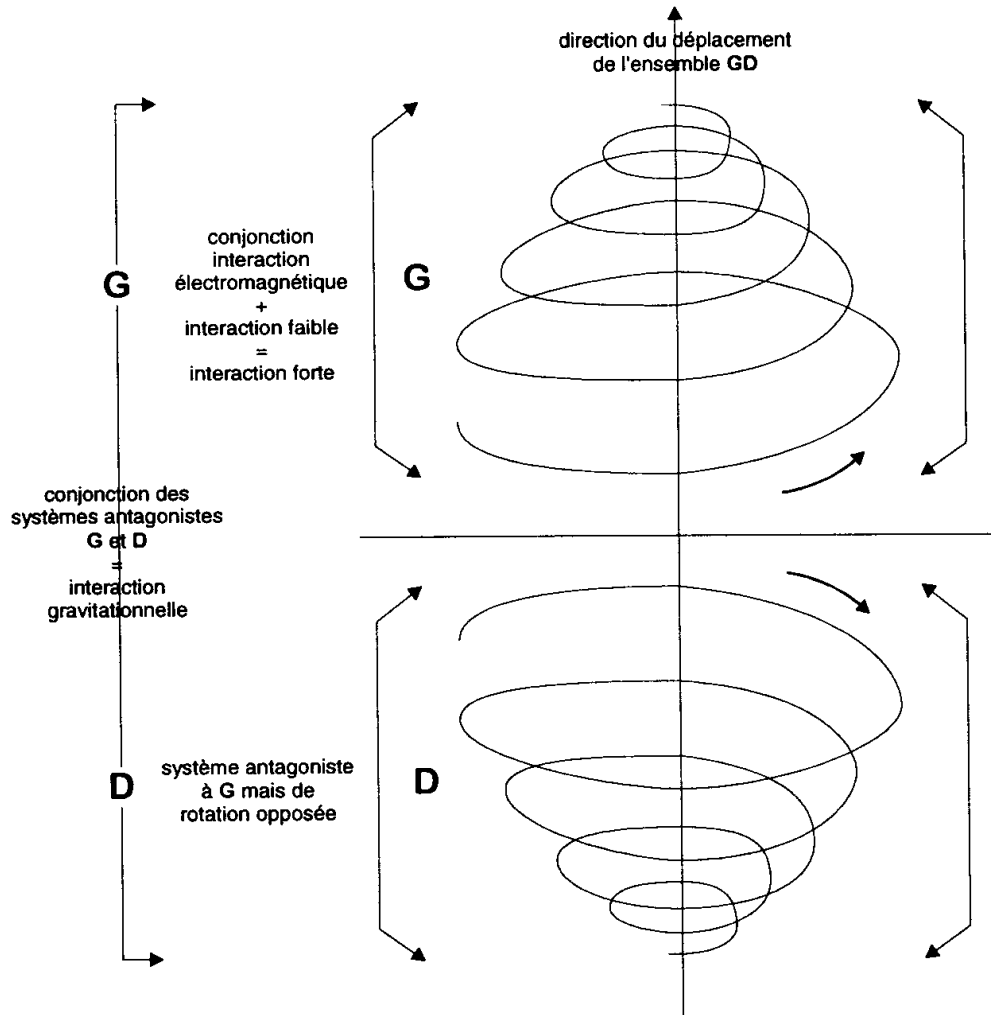 direction du déplacement
de l'ensemble GD
G
conjonction
interaction
électromagnétique
+
interaction faible
=
interaction forte
G
conjonction des
systèmes antagonistes
G et D
=
interaction
gravitationnelle
D
système antagoniste
à G mais de
rotation opposée
D